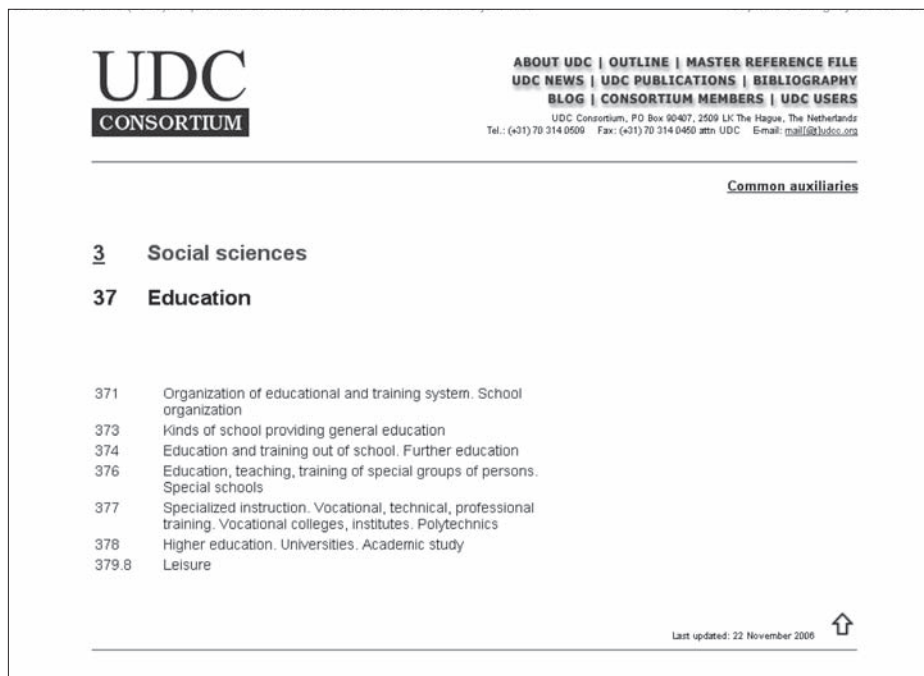 UDC
CONSORTIUM
ABOUT UDC | OUTLINE | MASTER REFERENCE FILE
UDC NEWS | UDC PUBLICATIONS | BIBLIOGRAPHY
BLOG | CONSORTIUM MEMBERS | UDC USERS
UDC Consortium, PO Box 90407, 2509 LK The Hague, The Netherlands
Tel.: (+31) 70 314 0509 Fax: (+31) 70 314 0450 attn UDC E-mail: mail[@]udcc.org
Common auxiliaries
3 Social sciences
37 Education
371 Organization of educational and training system. School
organization
373 Kinds of school providing general education
374 Education and training out of school. Further education
376 Education, teaching, training of special groups of persons.
Special schools
377 Specialized instruction. Vocational, technical, professional
training. Vocational colleges, institutes. Polytechnics
378 Higher education. Universities. Academic study
379.8 Leisure
Last updated: 22 November 2006